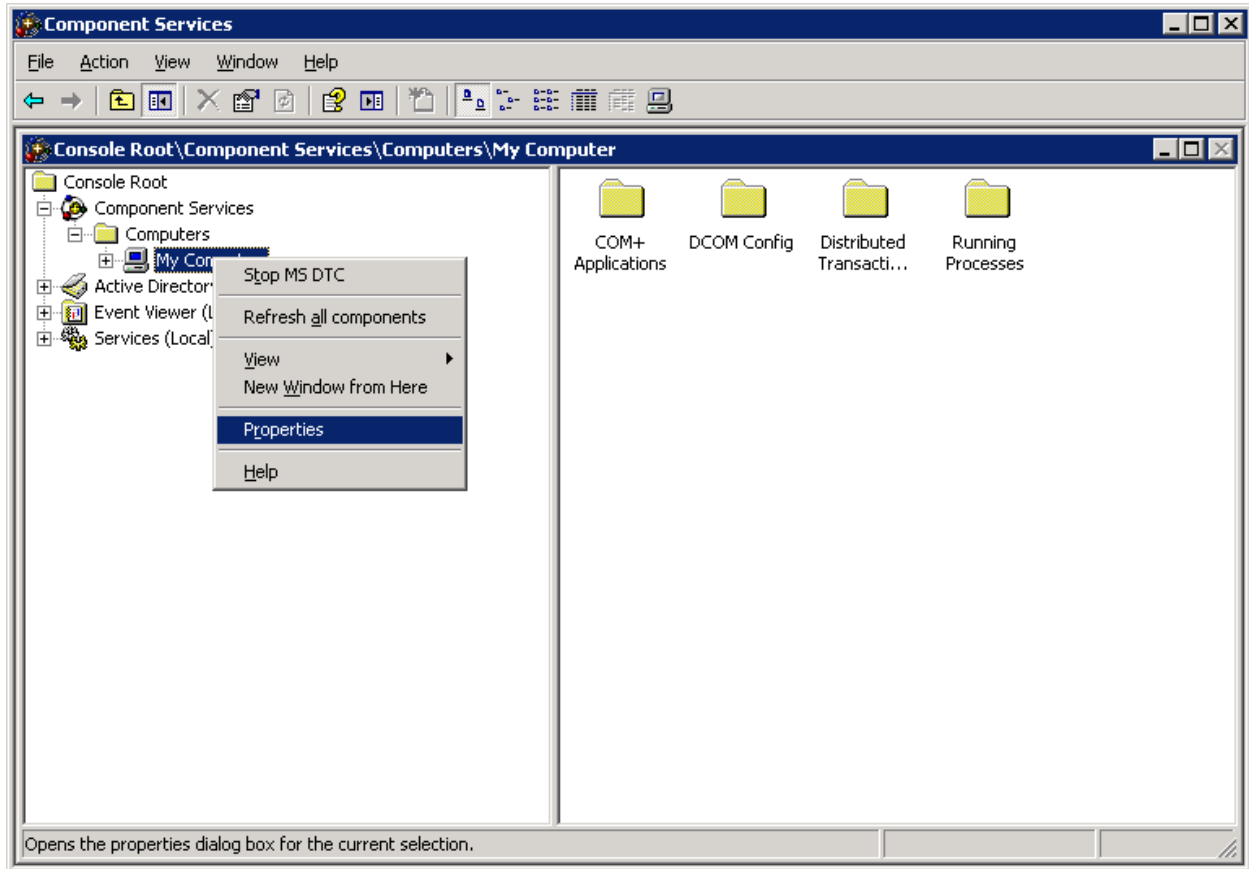 Component Services
File Action View Window Help
Console Root\Component Services\Computers\My Computer
Console Root
Component Services
Computers
My
Active
Event Viewer
Services (Local)
Stop MS DTC
Refresh all components
View
New Window from Here
Properties
Help
COM+
Applications
DCOM Config
Distributed
Transacti...
Running
Processes
Opens the properties dialog box for the current selection.